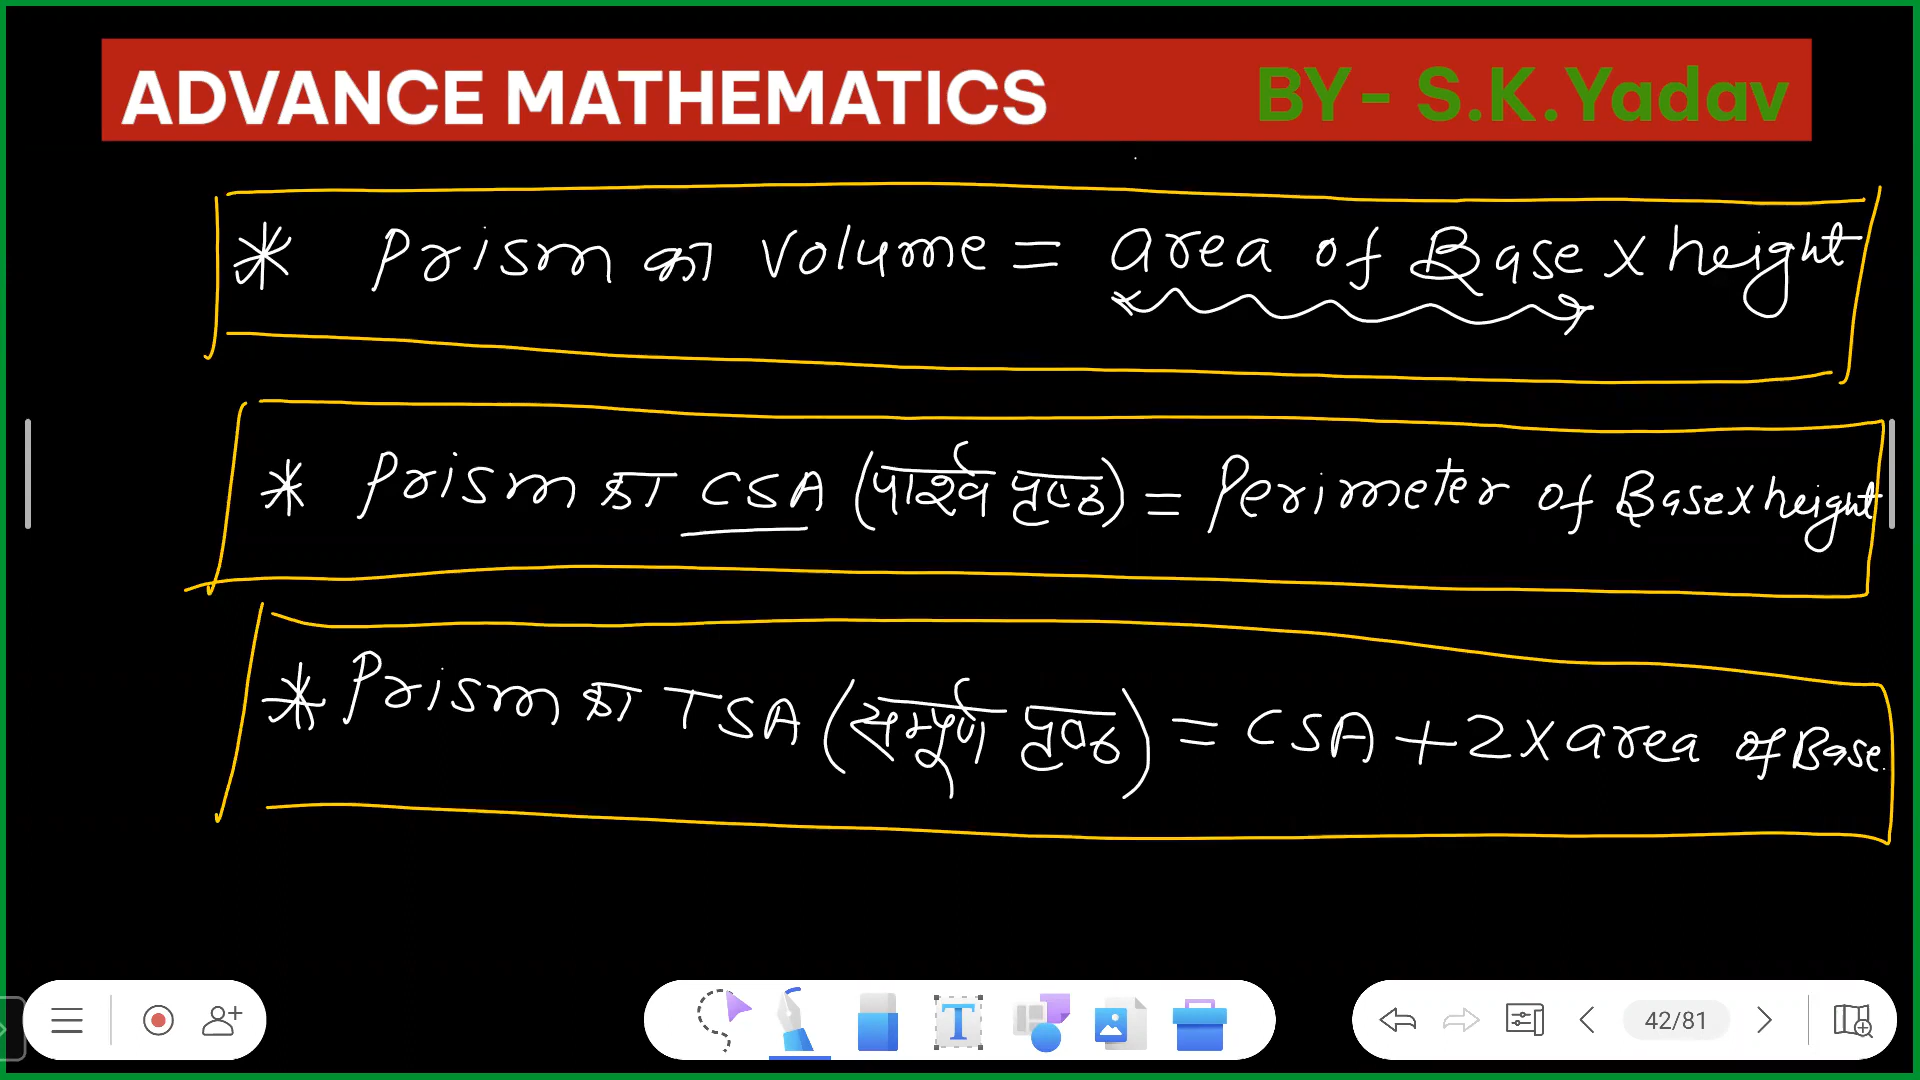 ADVANCE MATHEMATICS BY- S.K.Yadav
* Prism का Volume = area of Base x height
* Prism का CSA (पार्श्व पृष्ठ) = Perimeter of Base x height
* Prism का TSA (सम्पूर्ण पृष्ठ) = CSA + 2 x area of Base.
T 42/81